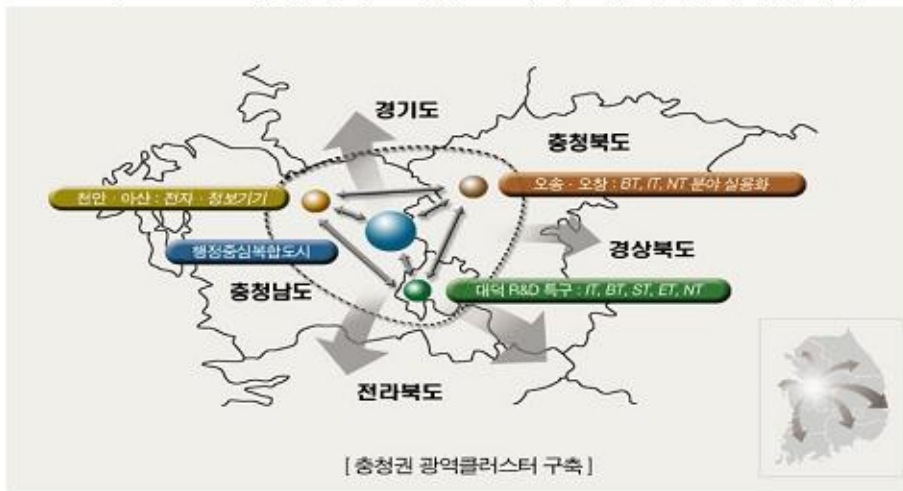 경기도
충청북도
천안 · 아산 : 전자 · 정보기기
오송 · 오창 : BT, IT, NT 분야 실용화
행정중심복합도시
경상북도
충청남도
대덕 R&D 특구 : IT, BT, ST, ET, NT
전라북도
[ 충청권 광역클러스터 구축 ]